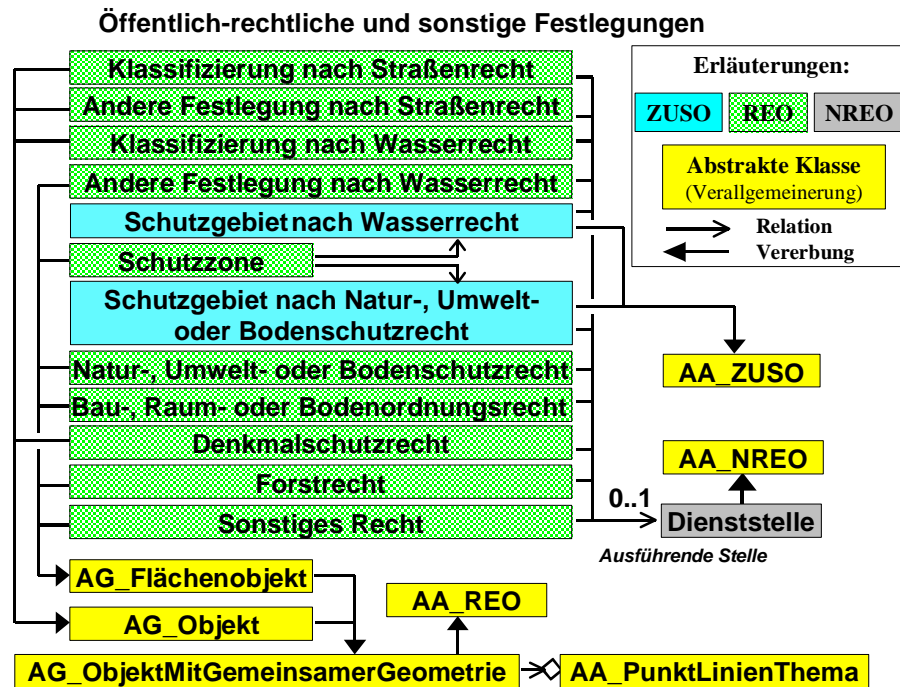 Öffentlich-rechtliche und sonstige Festlegungen
Klassifizierung nach Straßenrecht
Andere Festlegung nach Straßenrecht
Klassifizierung nach Wasserrecht
Andere Festlegung nach Wasserrecht
Schutzgebiet nach Wasserrecht
Schutzzone
Schutzgebiet nach Natur-, Umwelt-
oder Bodenschutzrecht
Natur-, Umwelt- oder Bodenschutzrecht
Bau-, Raum- oder Bodenordnungsrecht
Denkmalschutzrecht
Forstrecht
Sonstiges Recht
Erläuterungen:
ZUSO REO NREO
Abstrakte Klasse
(Verallgemeinerung)
Relation
Vererbung
AA_ZUSO
AA_NREO
0..1
Dienststelle
Ausführende Stelle
AG_Flächenobjekt
AG_Objekt
AA_REO
AG_ObjektMitGemeinsamerGeometrie
AA_PunktLinienThema